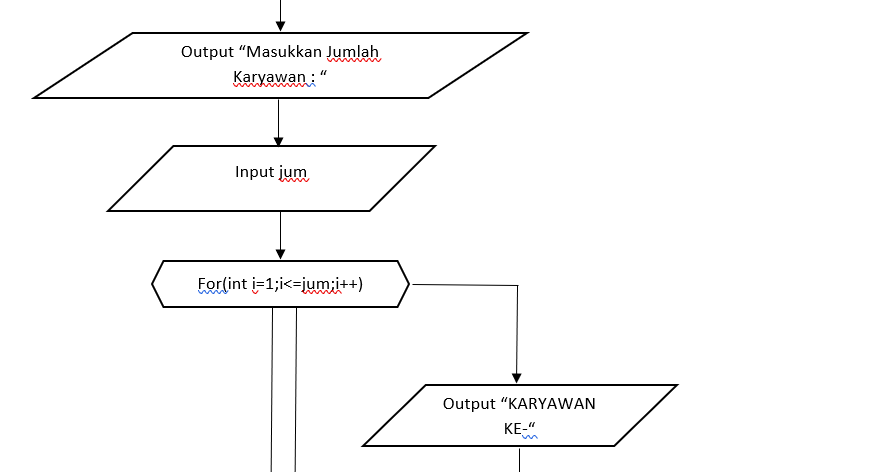 Output “Masukkan Jumlah
Karyawan : “
Input jum
For(int i=1;i<=jum;i++)
Output “KARYAWAN
KE-“